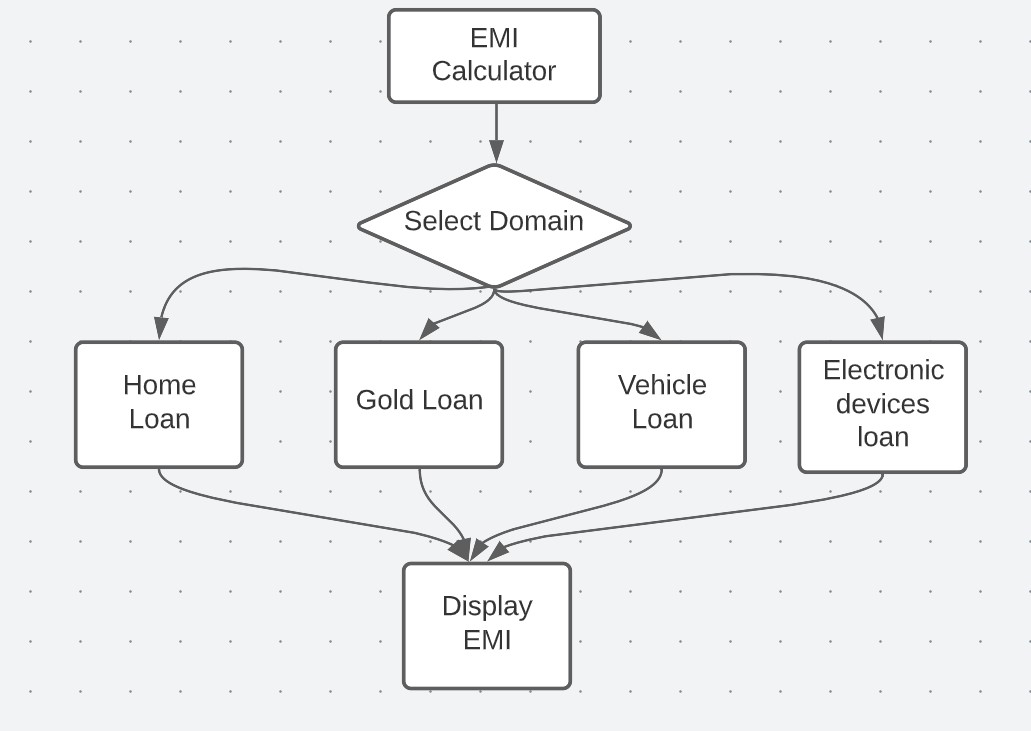 EMI
Calculator
Select Domain
Home
Loan
Gold Loan
Vehicle
Loan
Electronic
devices
loan
Display
EMI